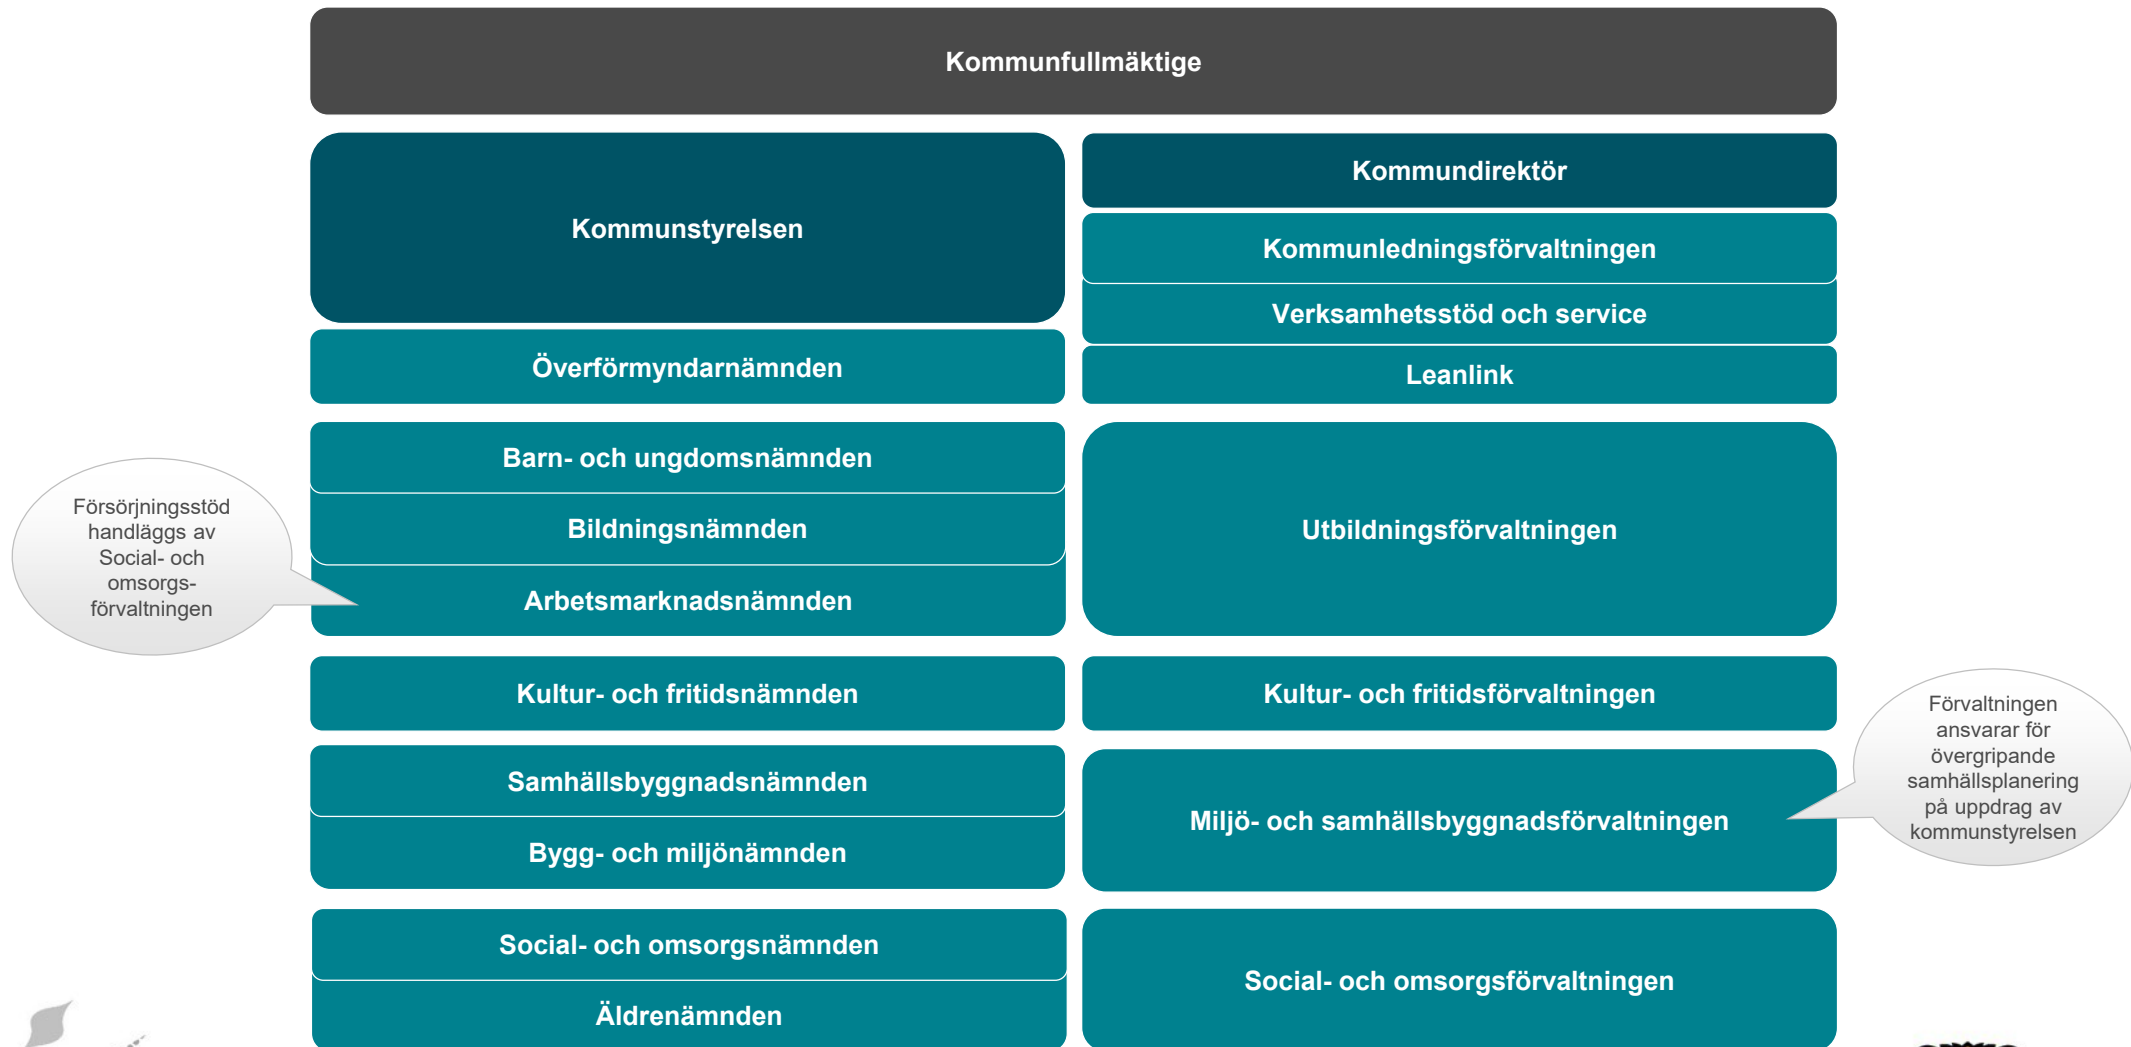 Kommunfullmäktige
Kommunstyrelsen
Kommundirektör
Kommunledningsförvaltningen
Verksamhetsstöd och service
Överförmyndarnämnden
Leanlink
Barn- och ungdomsnämnden
Bildningsnämnden
Arbetsmarknadsnämnden
Utbildningsförvaltningen
Försörjningsstöd
handläggs av
Social- och
omsorgs-
förvaltningen
Kultur- och fritidsnämnden
Kultur- och fritidsförvaltningen
Samhällsbyggnadsnämnden
Bygg- och miljönämnden
Miljö- och samhällsbyggnadsförvaltningen
Förvaltningen
ansvarar för
övergripande
samhällsplanering
på uppdrag av
kommunstyrelsen
Social- och omsorgsnämnden
Äldrenämnden
Social- och omsorgsförvaltningen